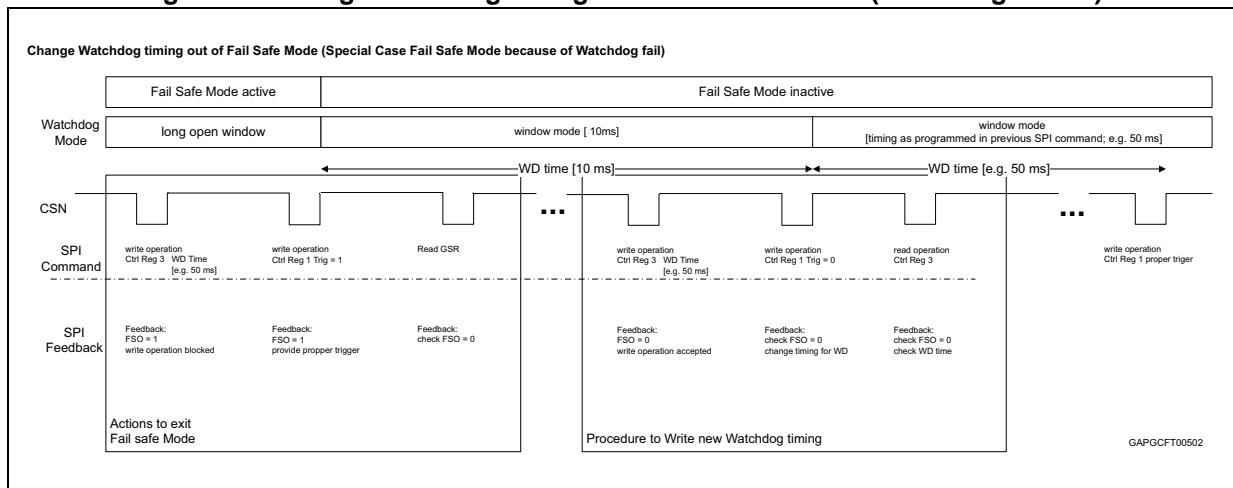 Change Watchdog timing out of Fail Safe Mode (Special Case Fail Safe Mode because of Watchdog fail)
Fail Safe Mode active
Fail Safe Mode inactive
Watchdog
Mode
long open window
window mode [ 10ms]
window mode
[timing as programmed in previous SPI command; e.g. 50 ms]
WD time [10 ms]
WD time [e.g. 50 ms]
CSN
...
...
SPI
Command
write operation
Ctrl Reg 3 WD Time
[e.g. 50 ms]
write operation
Ctrl Reg 1 Trig = 1
Read GSR
write operation
Ctrl Reg 3 WD Time
[e.g. 50 ms]
write operation
Ctrl Reg 1 Trig = 0
read operation
Ctrl Reg 3
write operation
Ctrl Reg 1 proper triger
SPI
Feedback
Feedback:
FSO = 1
write operation blocked
Feedback:
FSO = 1
provide propper trigger
Feedback:
check FSO = 0
Feedback:
FSO = 0
write operation accepted
Feedback:
check FSO = 0
change timing for WD
Feedback:
check FSO = 0
check WD time
Actions to exit
Fail safe Mode
Procedure to Write new Watchdog timing
GAPGCFT00502